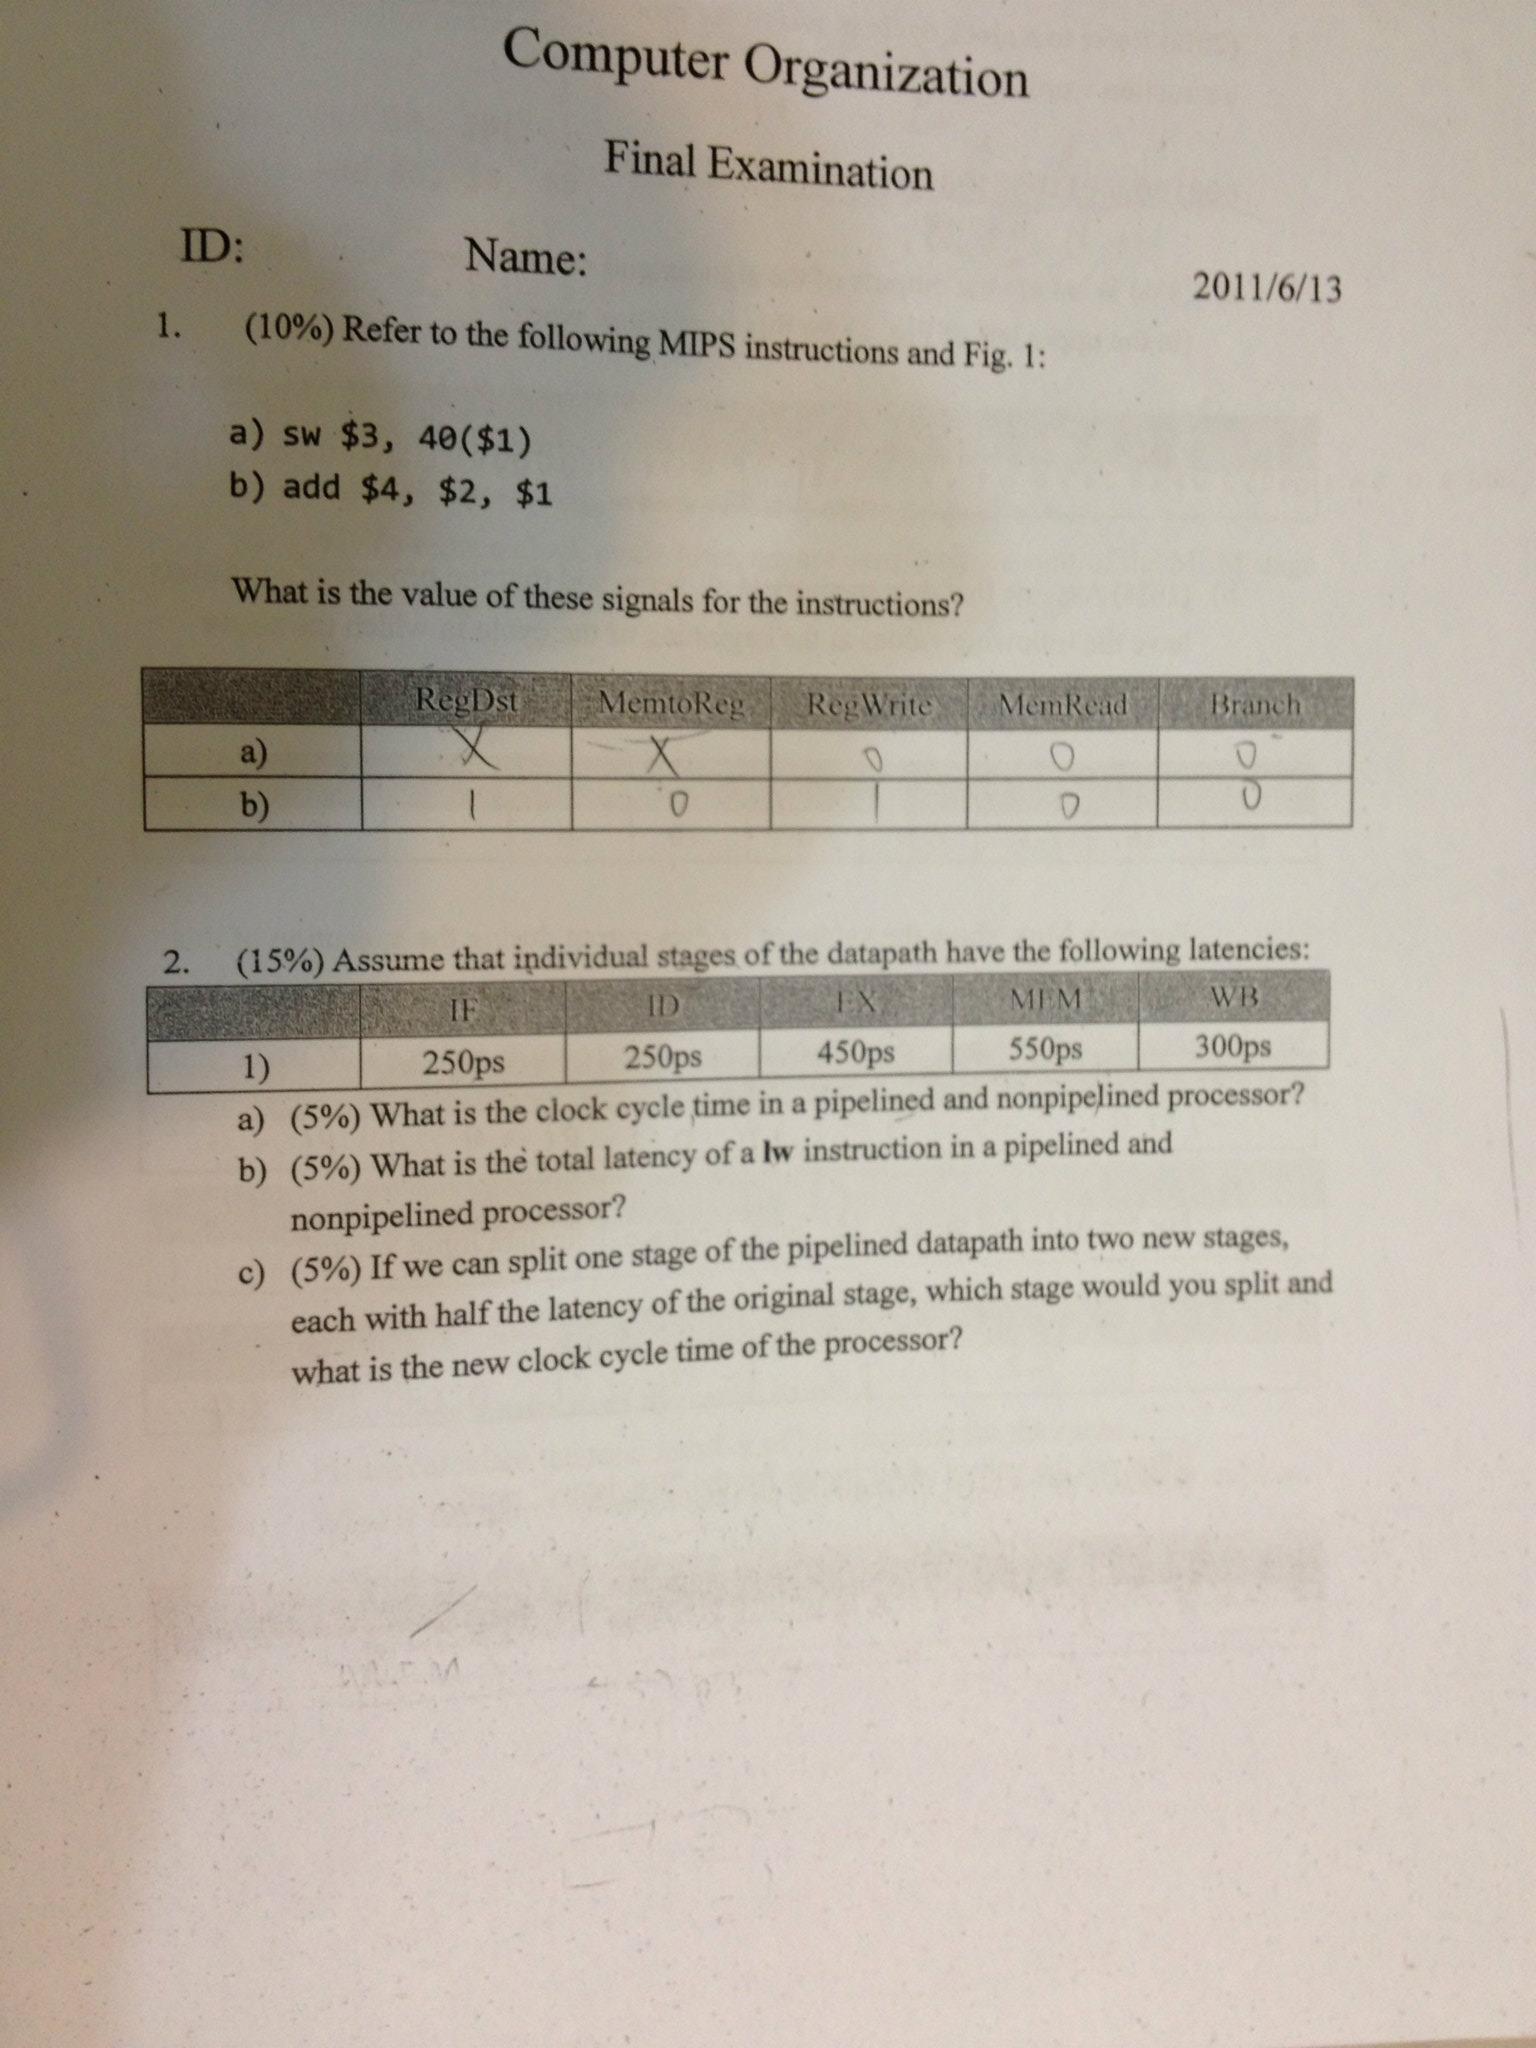 Computer Organization
Final Examination
ID: Name:
2011/6/13
1. (10%) Refer to the following MIPS instructions and Fig. 1:
a) sw $3, 40($1)
b) add $4, $2, $1
What is the value of these signals for the instructions?
RegDst MemtoReg RegWrite MemRead Branch
a) X X 0 0 0
b) 1 0 1 0 0
2. (15%) Assume that individual stages of the datapath have the following latencies:
IF ID EX MEM WB
1) 250ps 250ps 450ps 550ps 300ps
a) (5%) What is the clock cycle time in a pipelined and nonpipelined processor?
b) (5%) What is the total latency of a lw instruction in a pipelined and
nonpipelined processor?
c) (5%) If we can split one stage of the pipelined datapath into two new stages,
each with half the latency of the original stage, which stage would you split and
what is the new clock cycle time of the processor?